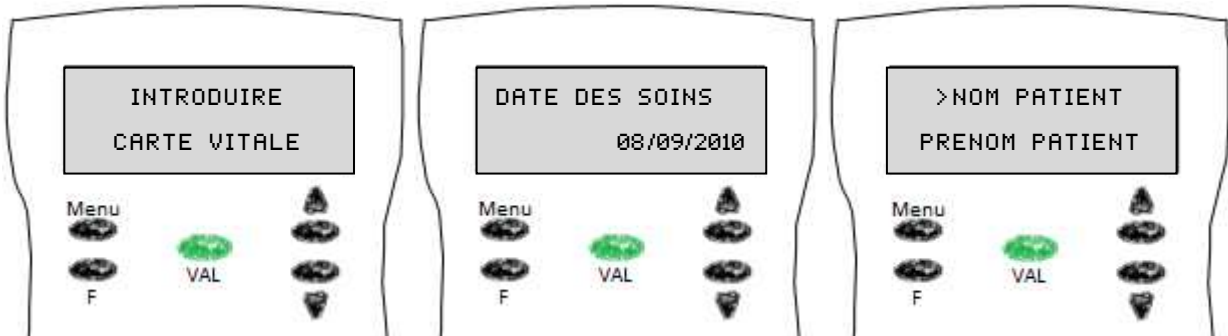 INTRODUIRE
CARTE VITALE
Menu
VAL
F
DATE DES SOINS
08/09/2010
Menu
VAL
F
>NOM PATIENT
PRENOM PATIENT
Menu
VAL
F